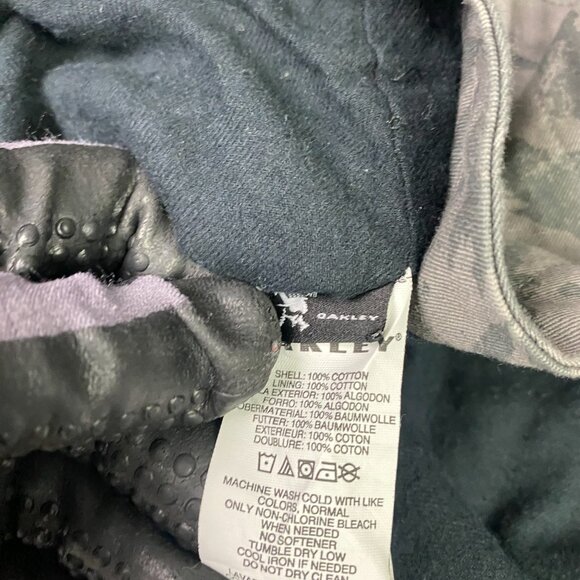 OAKLEY
OAKLEY
SHELL: 100% COTTON
LINING: 100% COTTON
A EXTERIOR: 100% ALGODON
FORRO: 100% ALGODON
OBERMATERIAL: 100% BAUMWOLLE
FUTTER: 100% BAUMWOLLE
EXTERIEUR: 100% COTON
DOUBLURE: 100% COTON
MACHINE WASH COLD WITH LIKE
COLORS, NORMAL
ONLY NON-CHLORINE BLEACH
WHEN NEEDED
NO SOFTENER
TUMBLE DRY LOW
COOL IRON IF NEEDED
DO NOT DRY CLEAN